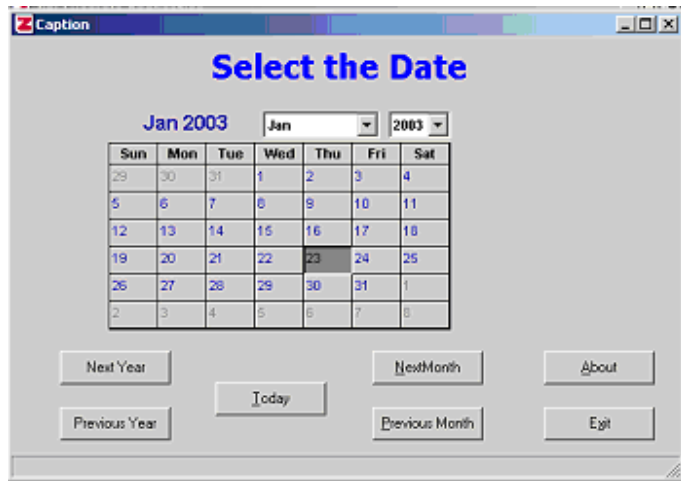 Caption
Select the Date
Jan 2003 Jan 2003
Sun Mon Tue Wed Thu Fri Sat
29 30 31 1 2 3 4
5 6 7 8 9 10 11
12 13 14 15 16 17 18
19 20 21 22 23 24 25
26 27 28 29 30 31 1
2 3 4 5 6 7 8
Next Year NextMonth About
Today
Previous Year Previous Month Exit